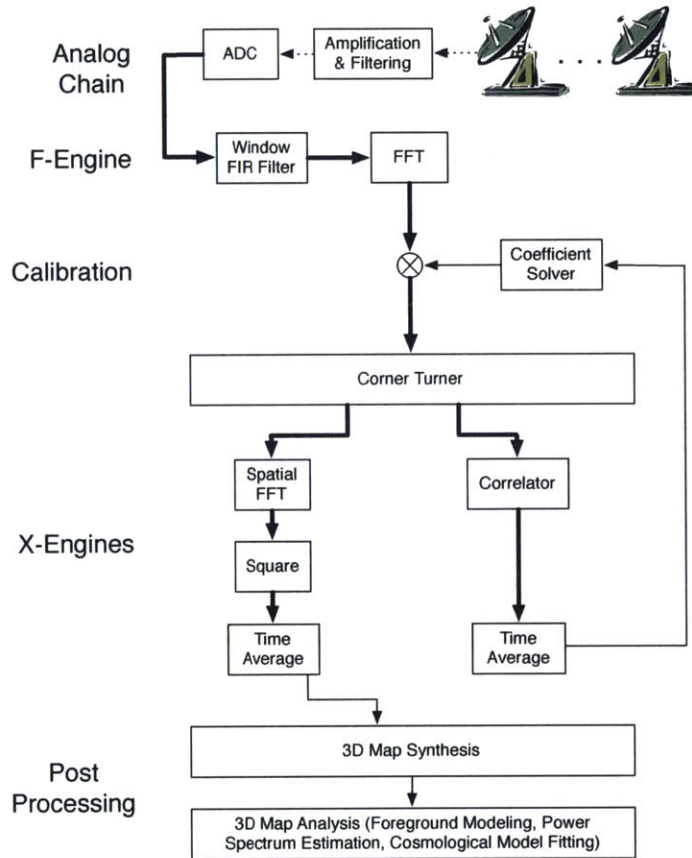 Analog
Chain
ADC
Amplification
& Filtering
. . .
F-Engine
Window
FIR Filter
FFT
Calibration
Coefficient
Solver
Corner Turner
X-Engines
Spatial
FFT
Correlator
Square
Time
Average
Time
Average
Post
Processing
3D Map Synthesis
3D Map Analysis (Foreground Modeling, Power
Spectrum Estimation, Cosmological Model Fitting)